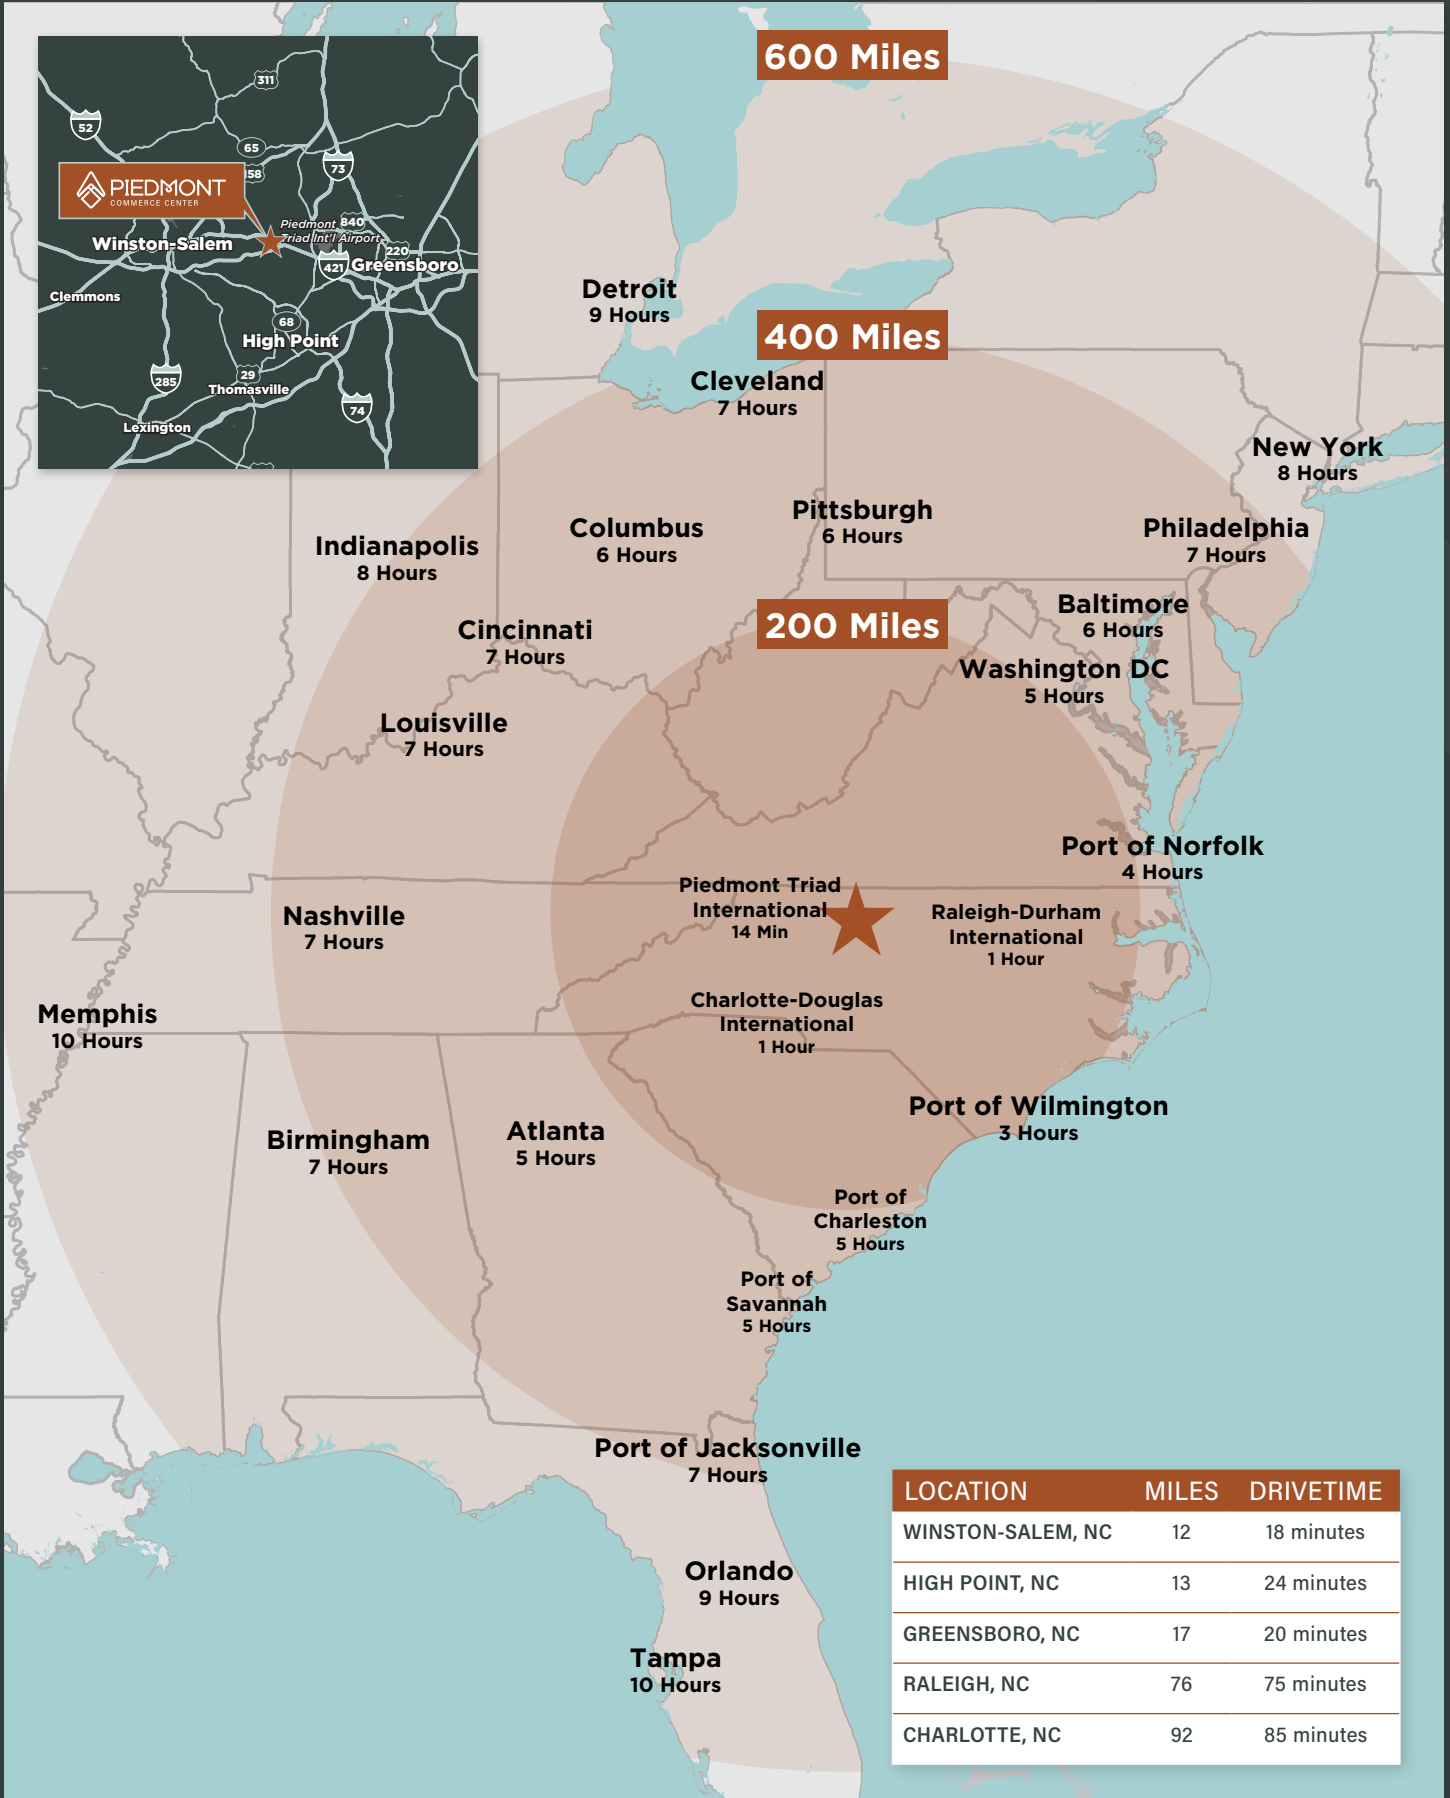 600 Miles
311
52
65
158
73
PIEDMONT
COMMERCE CENTER
Piedmont
Triad Int'l Airport
840
Winston-Salem
220
421
Greensboro
Clemmons
68
High Point
285
29
Thomasville
74
Lexington
Detroit
9 Hours
400 Miles
Cleveland
7 Hours
New York
8 Hours
Pittsburgh
6 Hours
Columbus
6 Hours
Philadelphia
7 Hours
Indianapolis
8 Hours
Baltimore
6 Hours
200 Miles
Cincinnati
7 Hours
Washington DC
5 Hours
Louisville
7 Hours
Port of Norfolk
4 Hours
Piedmont Triad
International
14 Min
Raleigh-Durham
International
1 Hour
Nashville
7 Hours
Memphis
10 Hours
Charlotte-Douglas
International
1 Hour
Port of Wilmington
3 Hours
Birmingham
7 Hours
Atlanta
5 Hours
Port of
Charleston
5 Hours
Port of
Savannah
5 Hours
Port of Jacksonville
7 Hours
Orlando
9 Hours
Tampa
10 Hours
LOCATION MILES DRIVETIME
WINSTON-SALEM, NC 12 18 minutes
HIGH POINT, NC 13 24 minutes
GREENSBORO, NC 17 20 minutes
RALEIGH, NC 76 75 minutes
CHARLOTTE, NC 92 85 minutes